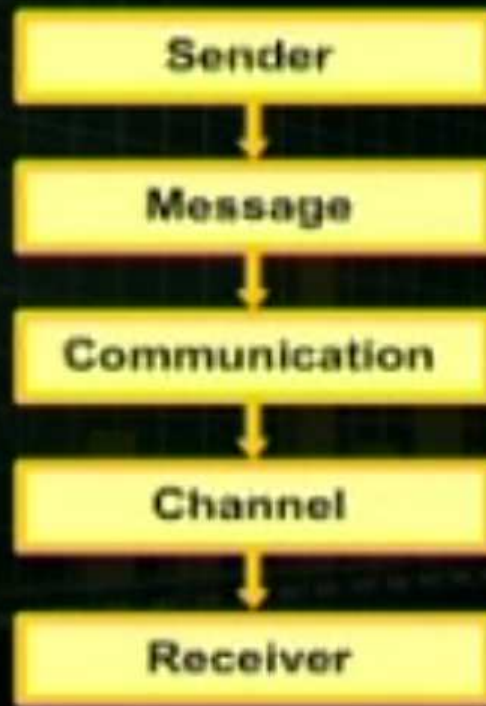 Sender
Message
Communication
Channel
Receiver